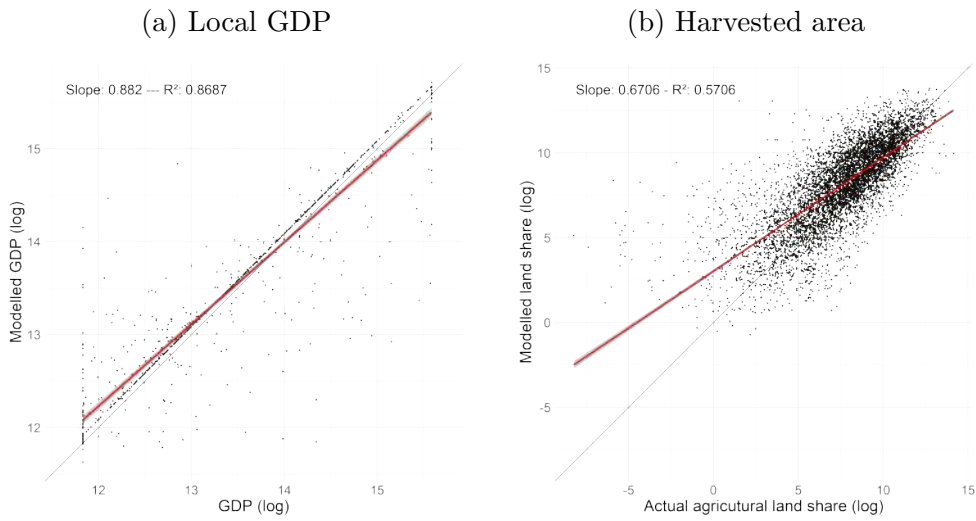 (a) Local GDP
Slope: 0.882 --- R²: 0.8687
15
14
13
12
Modelled GDP (log)
12 13 14 15
GDP (log)
(b) Harvested area
15
Slope: 0.6706 - R²: 0.5706
10
5
0
-5
Modelled land share (log)
-5 0 5 10 15
Actual agricutural land share (log)